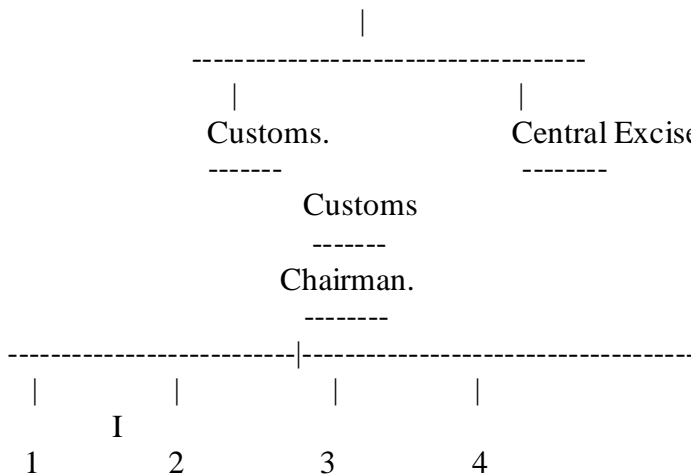 |
-------------------------------------
| |
Customs. Central Excise
------- --------
Customs
-------
Chairman.
--------
---------------------------|-------------------------------------
| | | |
I
1 2 3 4